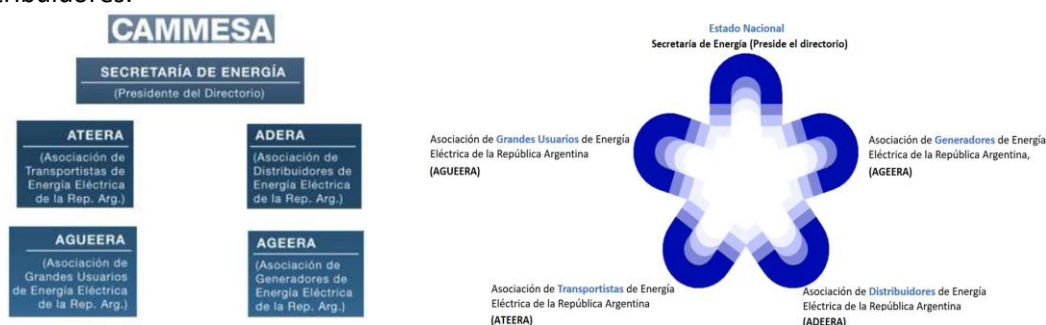 CAMMESA
SECRETARÍA DE ENERGÍA
(Presidente del Directorio)
ATEERA
(Asociación de
Transportistas de
Energía Eléctrica
de la Rep. Arg.)
ADERA
(Asociación de
Distribuidores de
Energía Eléctrica
de la Rep. Arg.)
AGUEERA
(Asociación de
Grandes Usuarios
de Energía Eléctrica
de la Rep. Arg.)
AGEERA
(Asociación de
Generadores de
Energía Eléctrica
de la Rep. Arg.)
Estado Nacional
Secretaría de Energía (Preside el directorio)
Asociación de Grandes Usuarios de Energía
Eléctrica de la República Argentina
(AGUEERA)
Asociación de Generadores de Energía
Eléctrica de la República Argentina,
(AGEERA)
Asociación de Transportistas de Energía
Eléctrica de la República Argentina
(ATEERA)
Asociación de Distribuidores de Energía
Eléctrica de la República Argentina
(ADEERA)